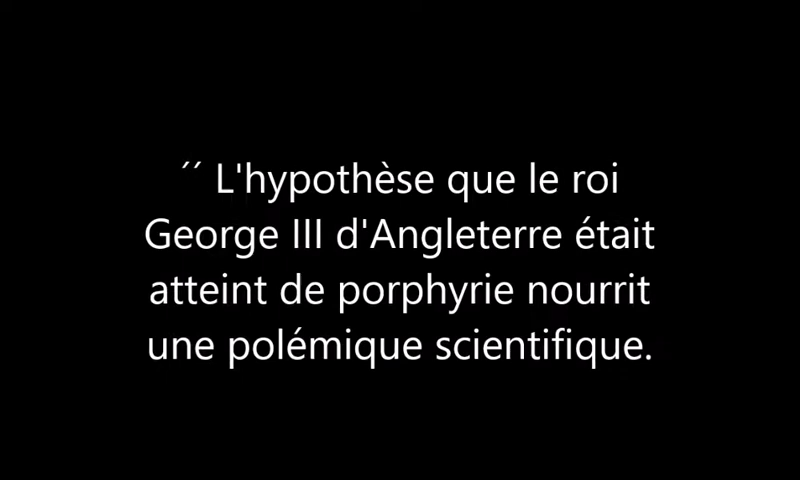 ´´ L'hypothèse que le roi
George III d'Angleterre était
atteint de porphyrie nourrit
une polémique scientifique.